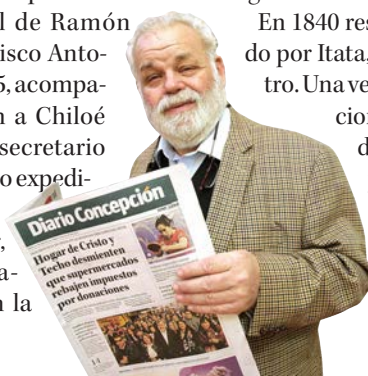 l de Ramón
isco Anto-
5, acompa-
n a Chiloé
secretario
o expedi-
,
a-
n la
Diario Concepción
Hogar de Cristo y
Techo desmienten
que supermercados
rebajen impuestos
por donaciones
En 1840 res
do por Itata,
tro. Una ve
cion
d